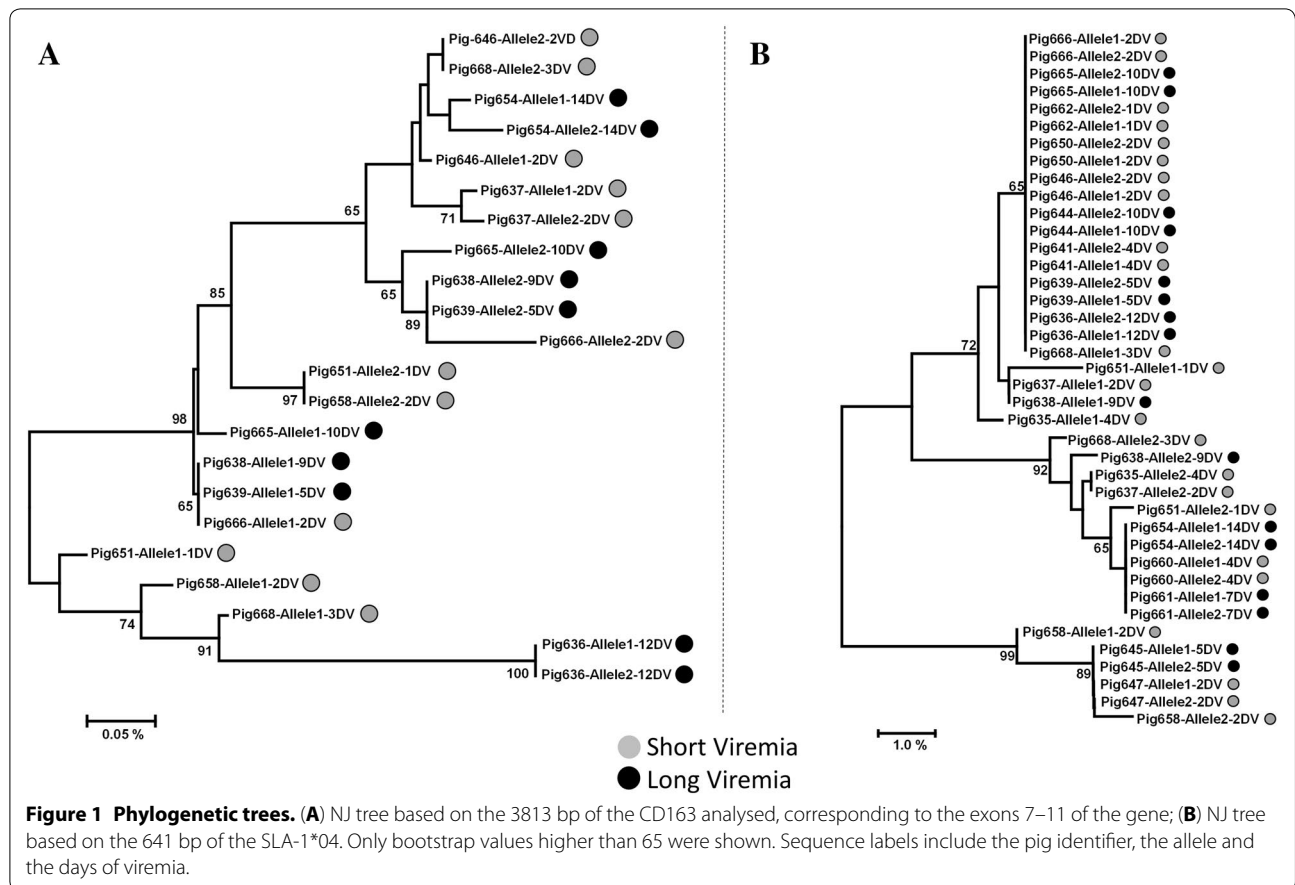 A
Pig-646-Allele2-2VD
Pig668-Allele2-3DV
Pig654-Allele1-14DV
Pig654-Allele2-14DV
Pig646-Allele1-2DV
Pig637-Allele1-2DV
71
Pig637-Allele2-2DV
65
Pig665-Allele2-10DV
Pig638-Allele2-9DV
65
Pig639-Allele2-5DV
89
Pig666-Allele2-2DV
85
Pig651-Allele2-1DV
97
Pig658-Allele2-2DV
98
Pig665-Allele1-10DV
Pig638-Allele1-9DV
Pig639-Allele1-5DV
65
Pig666-Allele1-2DV
Pig651-Allele1-1DV
Pig658-Allele1-2DV
74
Pig668-Allele1-3DV
91
Pig636-Allele1-12DV
100
Pig636-Allele2-12DV
0.05 %
B
Pig666-Allele1-2DV
Pig666-Allele2-2DV
Pig665-Allele2-10DV
Pig665-Allele1-10DV
Pig662-Allele2-1DV
Pig662-Allele1-1DV
Pig650-Allele2-2DV
Pig650-Allele1-2DV
65
Pig646-Allele2-2DV
Pig646-Allele1-2DV
Pig644-Allele2-10DV
Pig644-Allele1-10DV
Pig641-Allele2-4DV
Pig641-Allele1-4DV
Pig639-Allele2-5DV
Pig639-Allele1-5DV
Pig636-Allele2-12DV
Pig636-Allele1-12DV
72
Pig668-Allele1-3DV
Pig651-Allele1-1DV
Pig637-Allele1-2DV
Pig638-Allele1-9DV
Pig635-Allele1-4DV
Pig668-Allele2-3DV
92
Pig638-Allele2-9DV
Pig635-Allele2-4DV
Pig637-Allele2-2DV
Pig651-Allele2-1DV
Pig654-Allele1-14DV
65
Pig654-Allele2-14DV
Pig660-Allele1-4DV
Pig660-Allele2-4DV
Pig661-Allele1-7DV
Pig661-Allele2-7DV
Pig658-Allele1-2DV
99
Pig645-Allele1-5DV
89
Pig645-Allele2-5DV
Pig647-Allele1-2DV
Pig647-Allele2-2DV
Pig658-Allele2-2DV
1.0 %
Short Viremia
Long Viremia
Figure 1 Phylogenetic trees. (A) NJ tree based on the 3813 bp of the CD163 analysed, corresponding to the exons 7–11 of the gene; (B) NJ tree
based on the 641 bp of the SLA-1*04. Only bootstrap values higher than 65 were shown. Sequence labels include the pig identifier, the allele and
the days of viremia.